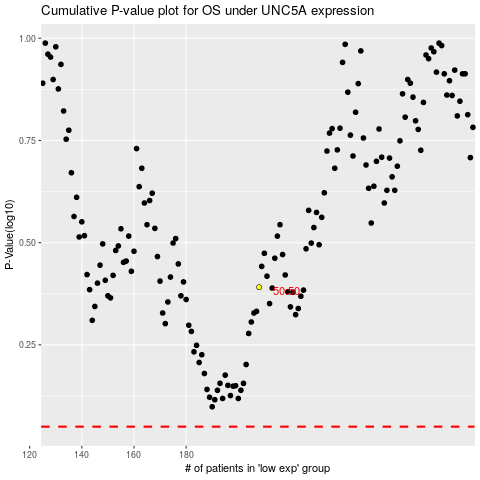 Cumulative P-value plot for OS under UNC5A expression
P-Value(log10)
1.00
0.75
0.50
0.25
50:50
120 140 160 180
# of patients in 'low exp' group